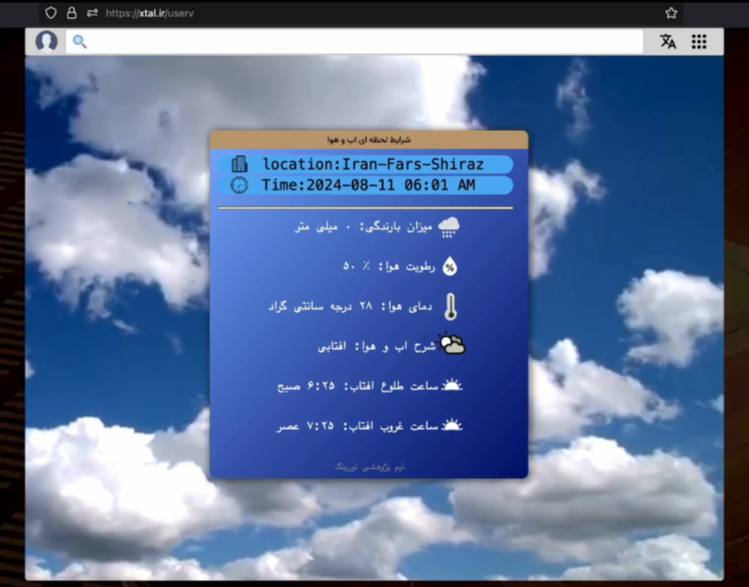 https://xtal.ir/userv
شرایط لحظه ای اب و هوا
location:Iran-Fars-Shiraz
Time:2024-08-11 06:01 AM
میزان بارندگی: ۰ میلی متر
رطوبت هوا: ٪ ۵۰
دمای هوا: ۲۸ درجه سانتی گراد
شرح اب و هوا: افتابی
ساعت طلوع افتاب: ۶:۲۵ صبح
ساعت غروب افتاب: ۷:۲۵ عصر
تیم پژوهشی نورینگ